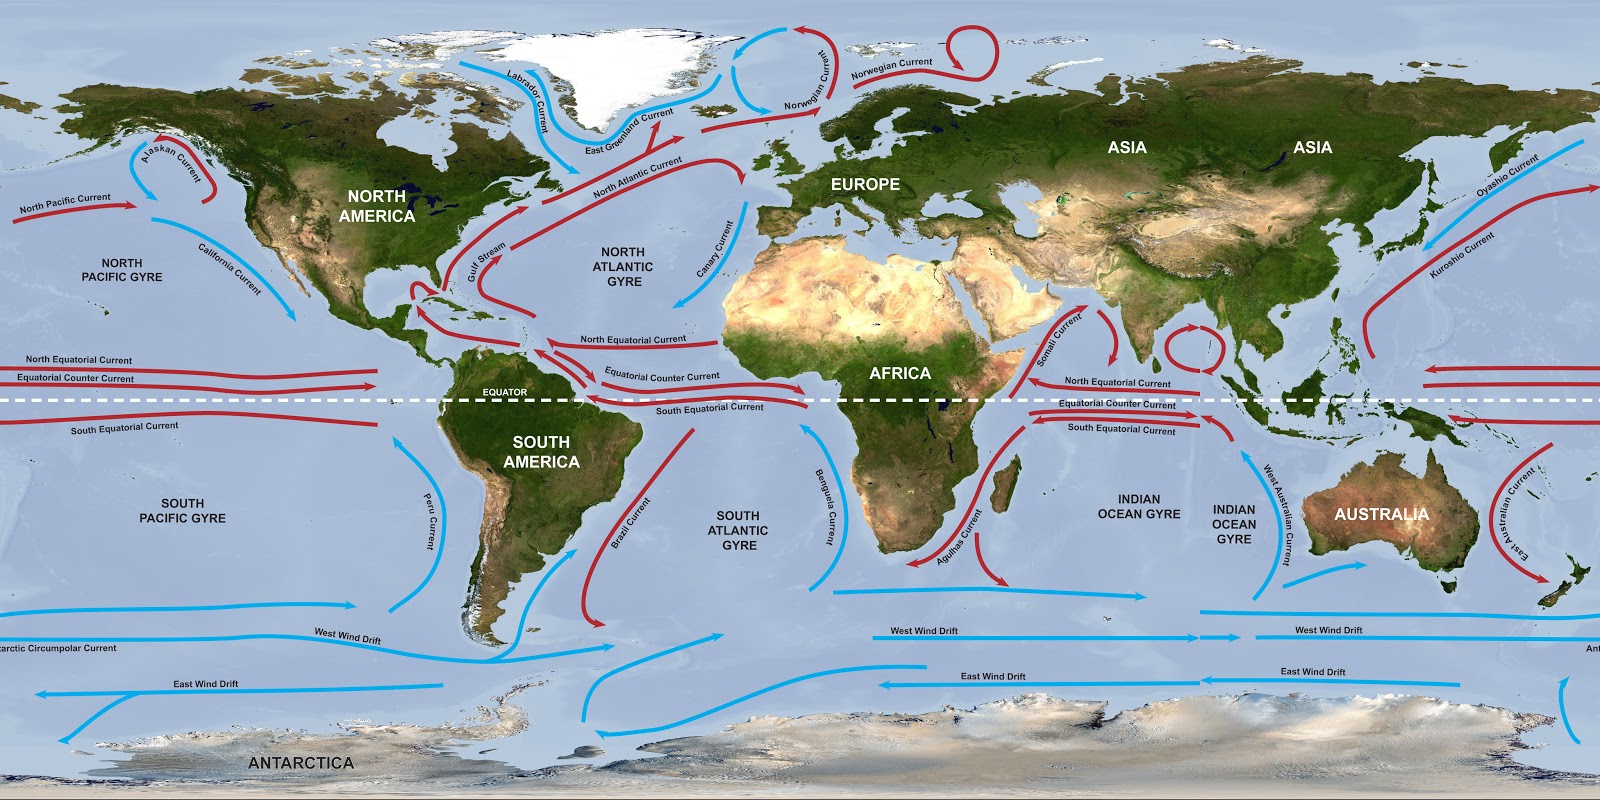 Labrador Current
East Greenland Current
Norwegian Current
Norwegian Current
Alaskan Current
North Pacific Current
California Current
NORTH
PACIFIC GYRE
NORTH
AMERICA
North Atlantic Current
Gulf Stream
NORTH
ATLANTIC
GYRE
Canary Current
EUROPE
ASIA
ASIA
Oyashio Current
Kuroshio Current
North Equatorial Current
Equatorial Counter Current
South Equatorial Current
EQUATOR
North Equatorial Current
Equatorial Counter Current
South Equatorial Current
AFRICA
Somali Current
North Equatorial Current
Equatorial Counter Current
South Equatorial Current
SOUTH
AMERICA
SOUTH
PACIFIC GYRE
Peru Current
Brazil Current
SOUTH
ATLANTIC
GYRE
Benguela Current
Agulhas Current
INDIAN
OCEAN GYRE
INDIAN
OCEAN
GYRE
West Australian Current
AUSTRALIA
East Australian Current
West Wind Drift
tarctic Circumpolar Current
West Wind Drift
West Wind Drift
Ant
East Wind Drift
East Wind Drift
East Wind Drift
ANTARCTICA